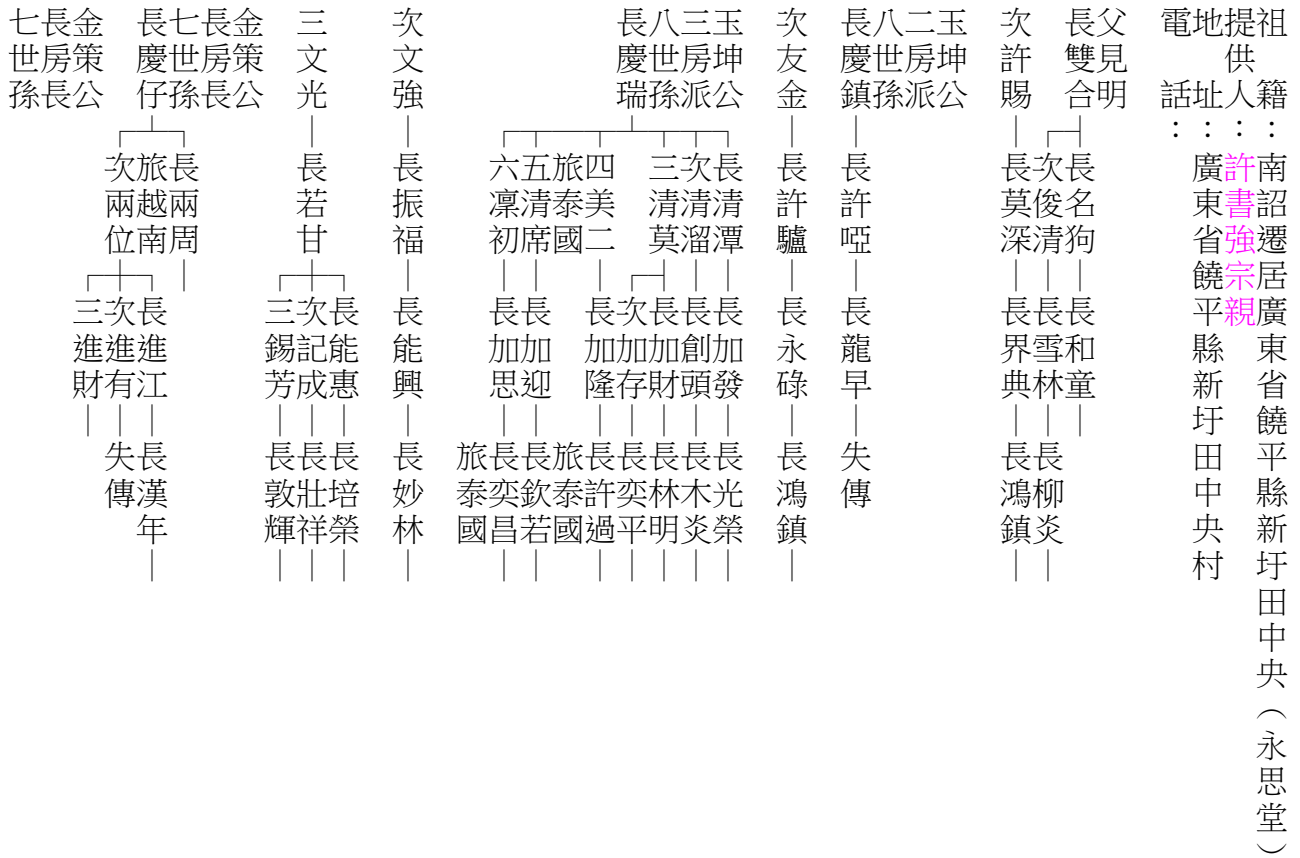 祖籍：南詔遷居廣東省饒平縣新圩田中央（永思堂）
提供人：許書強宗親
地址：廣東省饒平縣新圩田中央村
電話：
父見明
長雙合
長名狗
長和童
次俊清
長雪林
長柳炎
次許賜
長莫深
長界典
長鴻鎮
玉坤公
二房派
八世孫
長慶鎮
長許啞
長龍早
失傳
次友金
長許驢
長永碌
長鴻鎮
玉坤公
三房派
八世孫
長慶瑞
長清潭
長加發
長光榮
次清溜
長創頭
長木炎
三清莫
長加財
長林明
次加存
長奕平
四美二
長加隆
長許過
旅泰國
旅泰國
五清席
長加迎
長欽若
六凛初
長加思
長奕昌
旅泰國
次文強
長振福
長能興
長妙林
三文光
長若甘
長能惠
長培榮
次記成
長壯祥
三錫芳
長敦輝
金策公
長房長
七世孫
長慶仔
長兩周
旅越南
次兩位
長進江
長漢年
次進有
失傳
三進財
金策公
長房長
七世孫